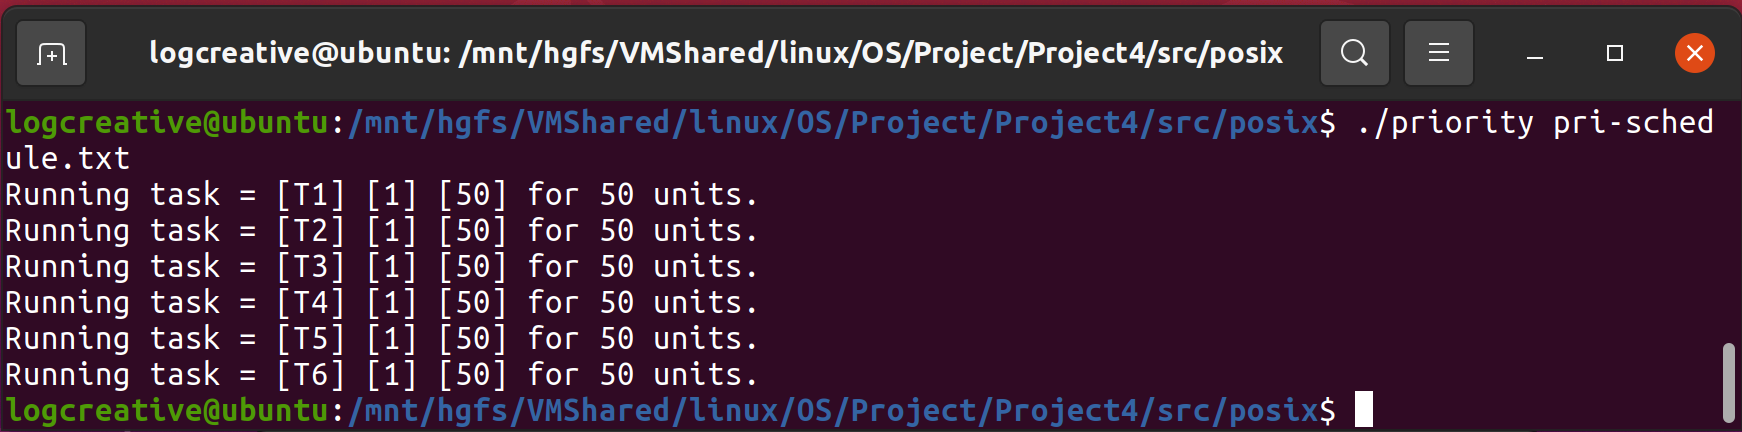 logcreative@ubuntu: /mnt/hgfs/VMShared/linux/OS/Project/Project4/src/posix
logcreative@ubuntu:/mnt/hgfs/VMShared/linux/OS/Project/Project4/src/posix$ ./priority pri-sched
ule.txt
Running task = [T1] [1] [50] for 50 units.
Running task = [T2] [1] [50] for 50 units.
Running task = [T3] [1] [50] for 50 units.
Running task = [T4] [1] [50] for 50 units.
Running task = [T5] [1] [50] for 50 units.
Running task = [T6] [1] [50] for 50 units.
logcreative@ubuntu:/mnt/hgfs/VMShared/linux/OS/Project/Project4/src/posix$